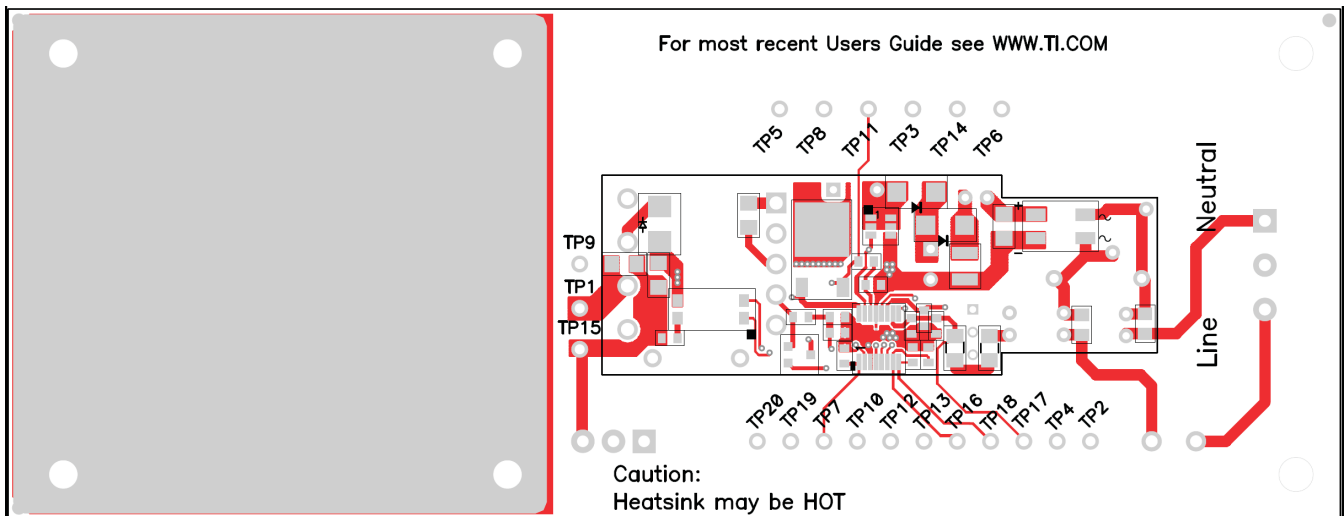 For most recent Users Guide see WWW.TI.COM
TP5
TP8
TP11
TP3
TP14
TP6
Neutral
1
+
~
~
-
TP9
TP1
TP15
Line
TP20
TP19
TP7
TP10
TP12
TP13
TP16
TP18
TP17
TP4
TP2
Caution:
Heatsink may be HOT